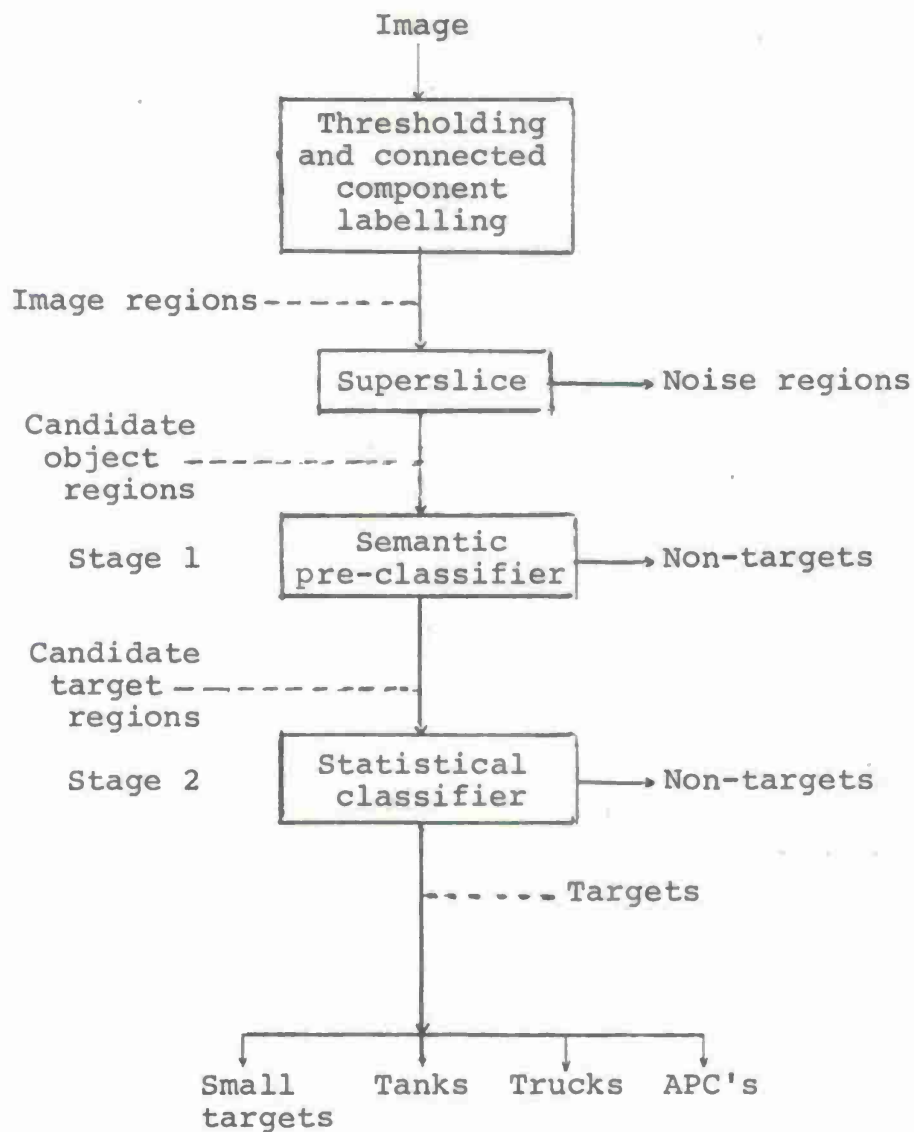 Image
Thresholding
and connected
component
labelling
Image regions
Superslice
Noise regions
Candidate
object
regions
Stage 1
Semantic
pre-classifier
Non-targets
Candidate
target
regions
Stage 2
Statistical
classifier
Non-targets
Targets
Small
targets
Tanks
Trucks
APC's